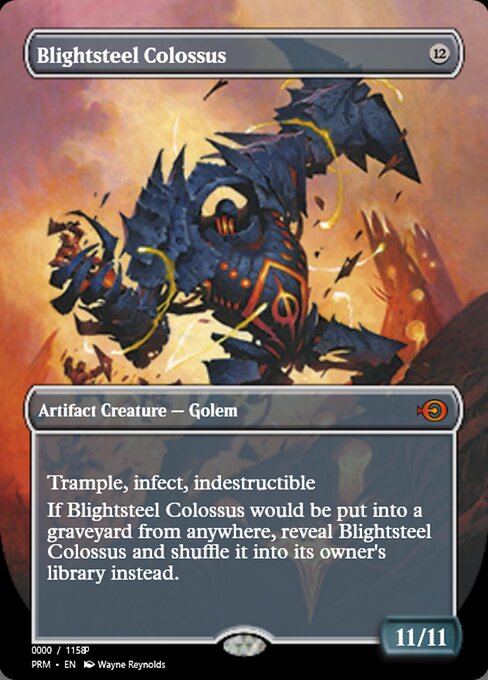 Blightsteel Colossus
12
Artifact Creature — Golem
Trample, infect, indestructible
If Blightsteel Colossus would be put into a
graveyard from anywhere, reveal Blightsteel
Colossus and shuffle it into its owner's
library instead.
11/11
0000 / 1158P
PRM • EN Wayne Reynolds